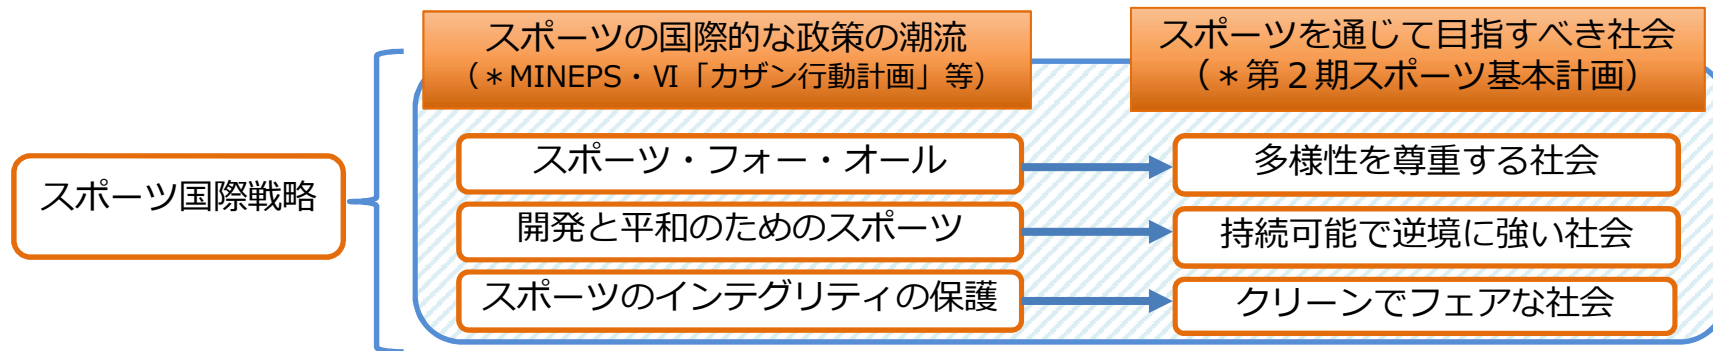 スポーツの国際的な政策の潮流
（＊MINEPS・Ⅵ「カザン行動計画」等）
スポーツを通じて目指すべき社会
（＊第２期スポーツ基本計画）
スポーツ国際戦略
スポーツ・フォー・オール
多様性を尊重する社会
開発と平和のためのスポーツ
持続可能で逆境に強い社会
スポーツのインテグリティの保護
クリーンでフェアな社会